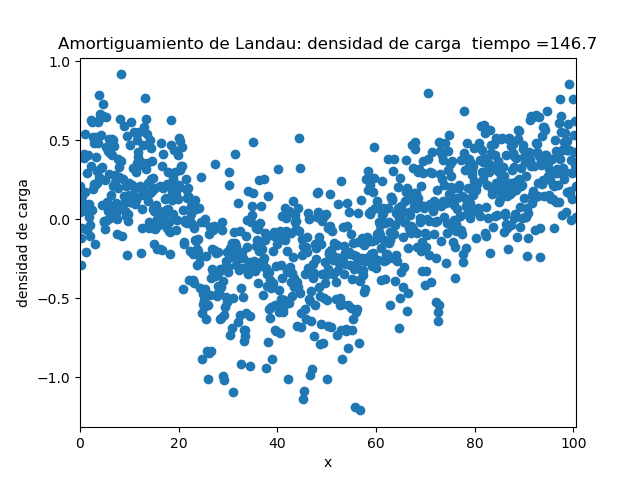 Amortiguamiento de Landau: densidad de carga  tiempo =146.7
1.0
0.5
0.0
−0.5
−1.0
densidad de carga
0 20 40 60 80 100
x